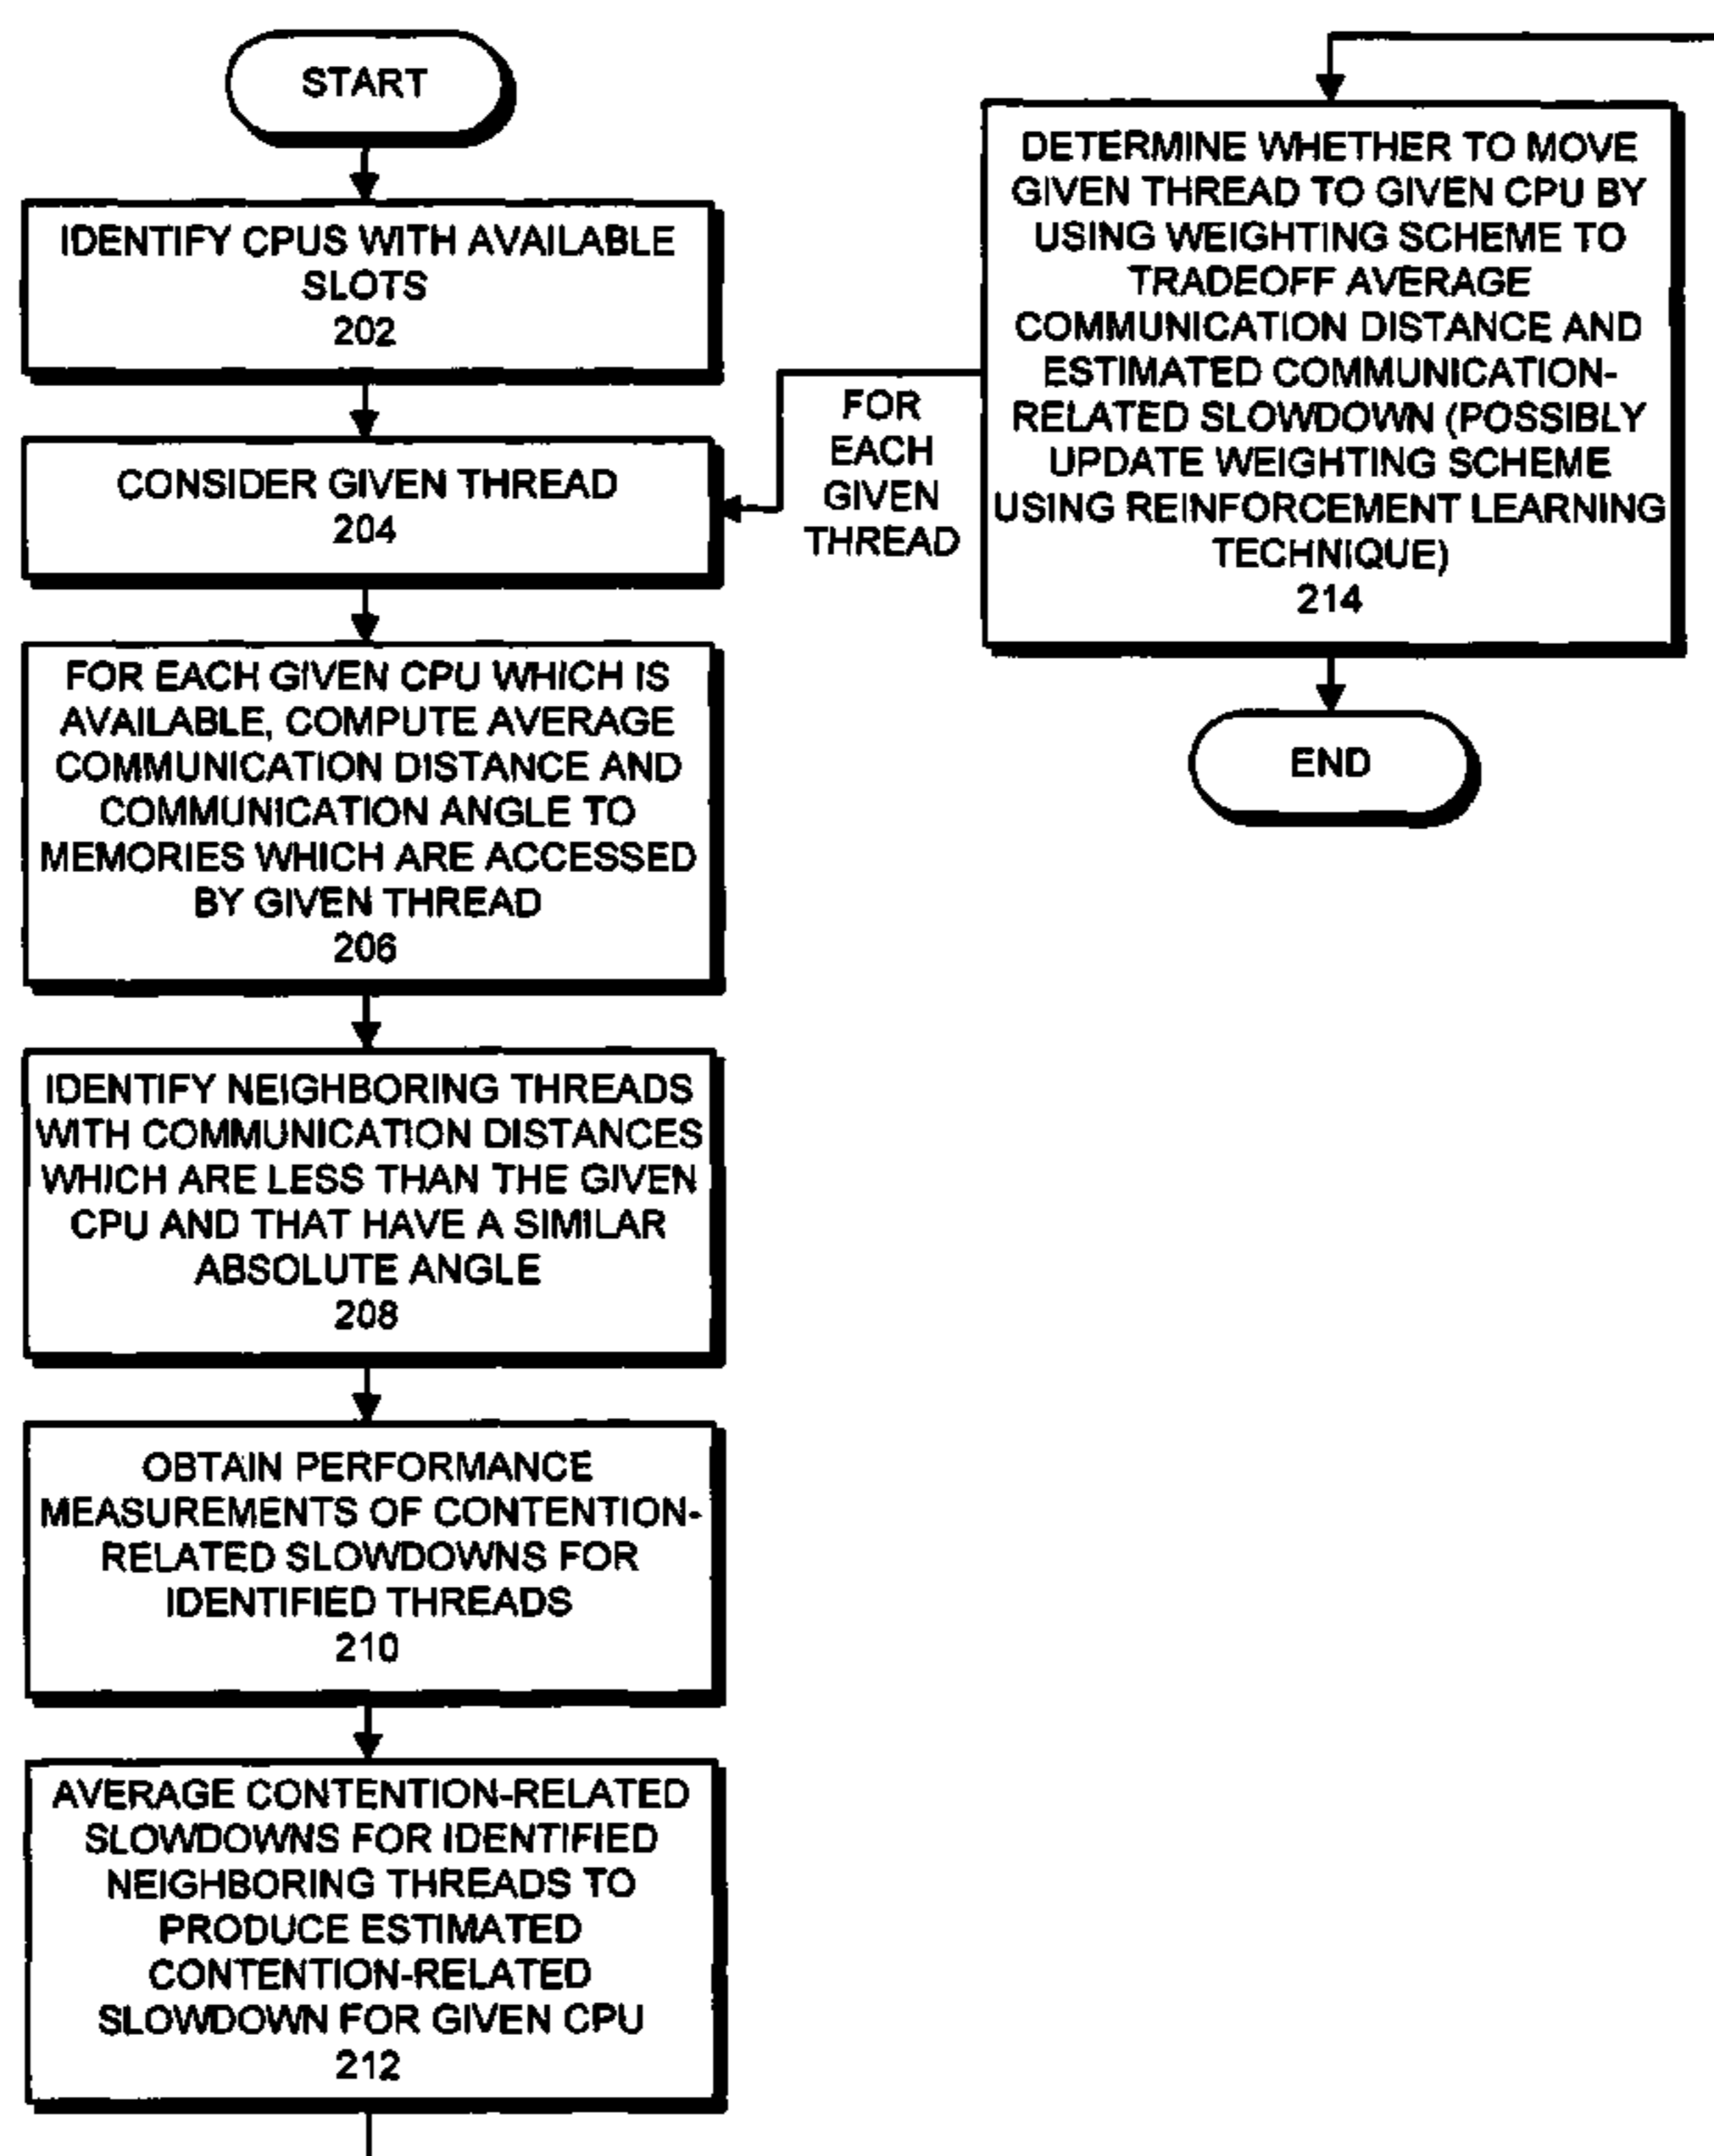 START
IDENTIFY CPUS WITH AVAILABLE
SLOTS
202
CONSIDER GIVEN THREAD
204
FOR EACH GIVEN CPU WHICH IS
AVAILABLE, COMPUTE AVERAGE
COMMUNICATION DISTANCE AND
COMMUNICATION ANGLE TO
MEMORIES WHICH ARE ACCESSED
BY GIVEN THREAD
206
IDENTIFY NEIGHBORING THREADS
WITH COMMUNICATION DISTANCES
WHICH ARE LESS THAN THE GIVEN
CPU AND THAT HAVE A SIMILAR
ABSOLUTE ANGLE
208
OBTAIN PERFORMANCE
MEASUREMENTS OF CONTENTION-
RELATED SLOWDOWNS FOR
IDENTIFIED THREADS
210
AVERAGE CONTENTION-RELATED
SLOWDOWNS FOR IDENTIFIED
NEIGHBORING THREADS TO
PRODUCE ESTIMATED
CONTENTION-RELATED
SLOWDOWN FOR GIVEN CPU
212
DETERMINE WHETHER TO MOVE
GIVEN THREAD TO GIVEN CPU BY
USING WEIGHTING SCHEME TO
TRADEOFF AVERAGE
COMMUNICATION DISTANCE AND
ESTIMATED COMMUNICATION-
RELATED SLOWDOWN (POSSIBLY
UPDATE WEIGHTING SCHEME
USING REINFORCEMENT LEARNING
TECHNIQUE)
214
FOR
EACH
GIVEN
THREAD
END